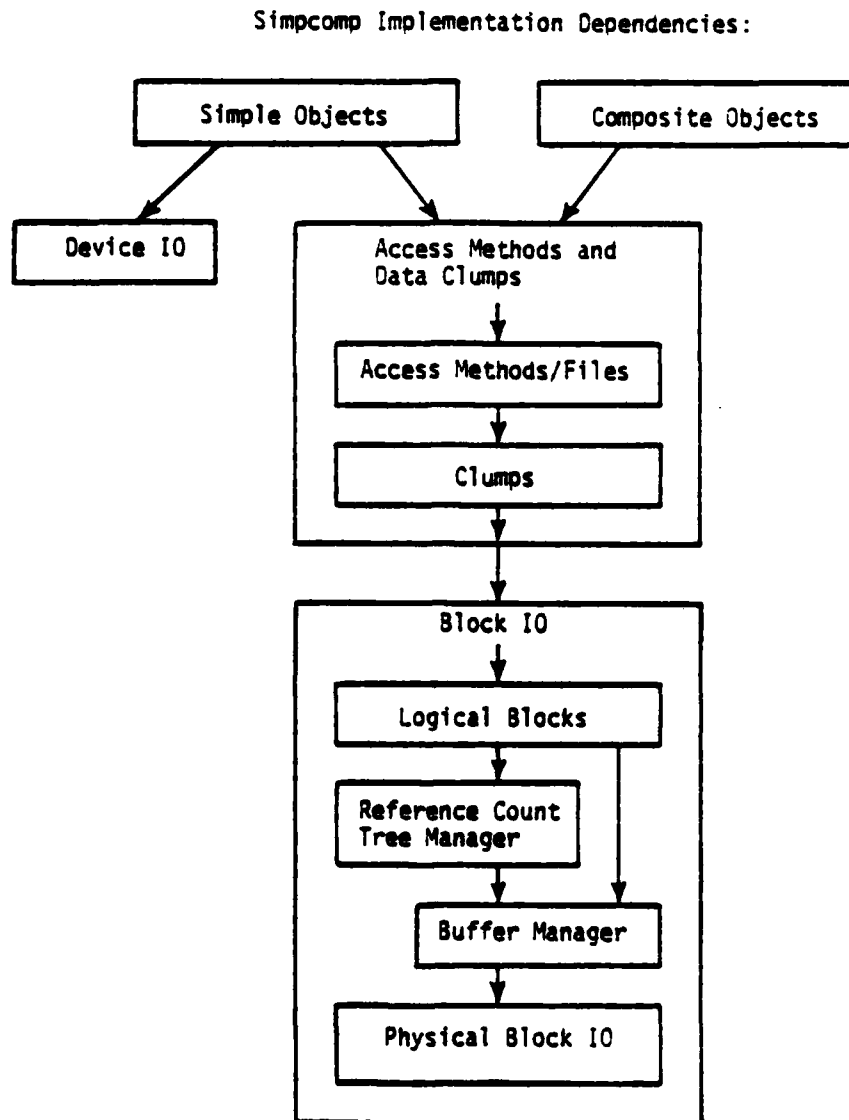 Simpcomp Implementation Dependencies:
Simple Objects
Composite Objects
Device IO
Access Methods and
Data Clumps
Access Methods/Files
Clumps
Block IO
Logical Blocks
Reference Count
Tree Manager
Buffer Manager
Physical Block IO